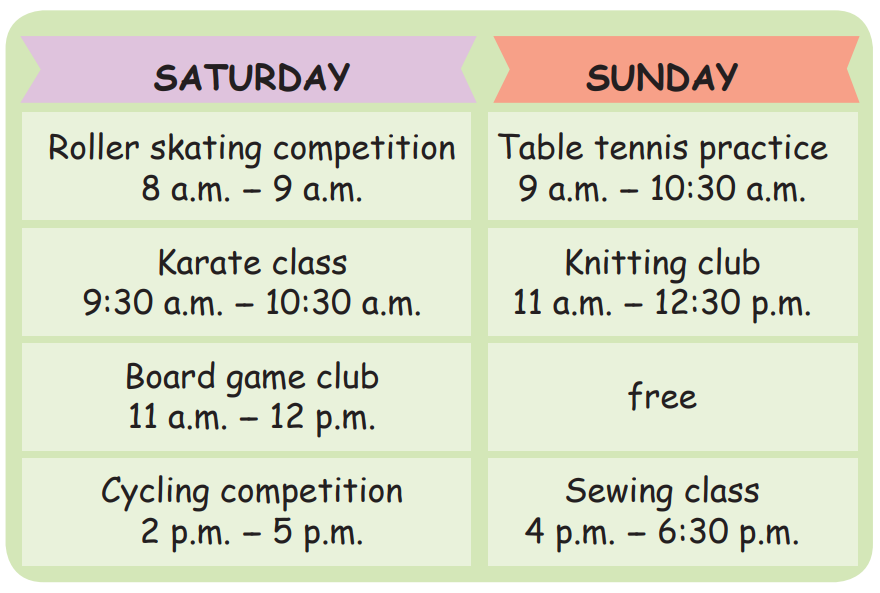 SATURDAY
Roller skating competition
8 a.m. – 9 a.m.
Karate class
9:30 a.m. – 10:30 a.m.
Board game club
11 a.m. – 12 p.m.
Cycling competition
2 p.m. – 5 p.m.
SUNDAY
Table tennis practice
9 a.m. – 10:30 a.m.
Knitting club
11 a.m. – 12:30 p.m.
free
Sewing class
4 p.m. – 6:30 p.m.